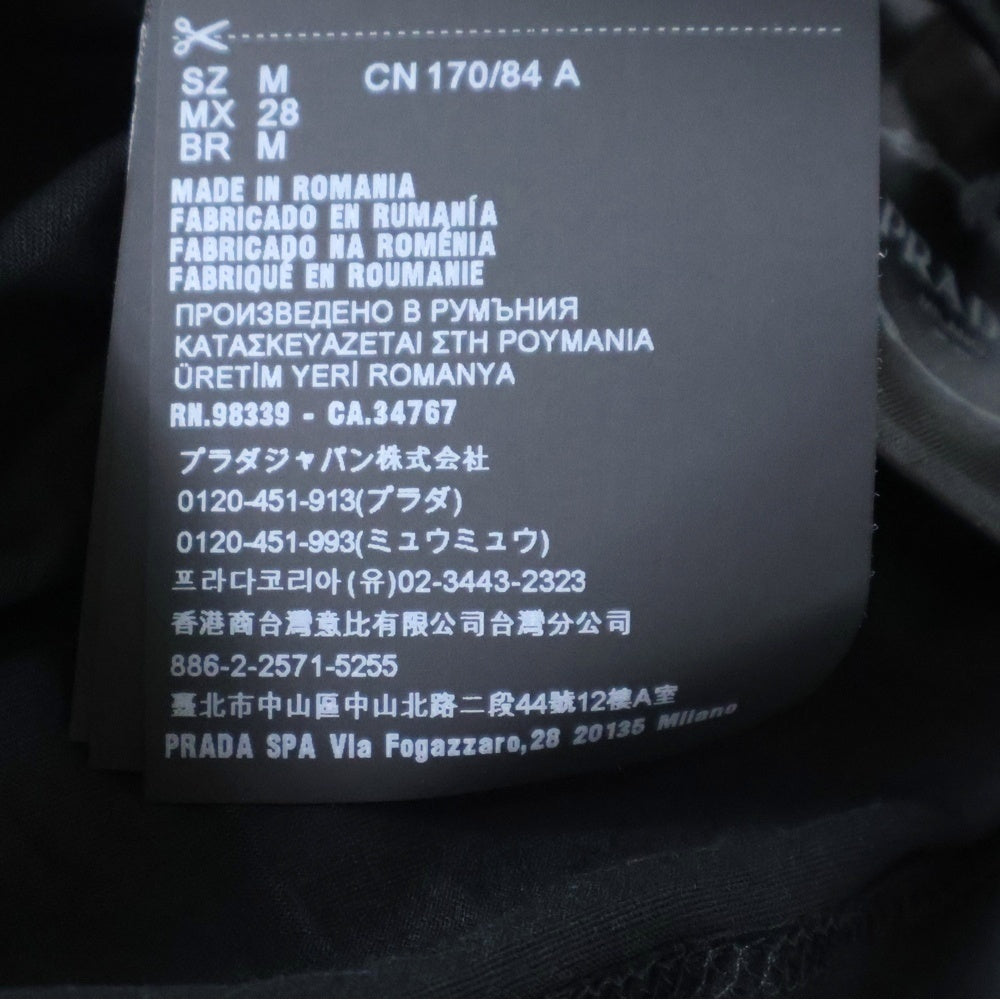 SZ M CN 170/84 A
MX 28
BR M
MADE IN ROMANIA
FABRICADO EN RUMANÍA
FABRICADO NA ROMÉNIA
FABRIQUÉ EN ROUMANIE
ПРОИЗВЕДЕНО В РУМЪНИЯ
ΚΑΤΑΣΚΕΥΑΖΕΤΑΙ ΣΤΗ ΡΟΥΜΑΝΙΑ
ÜRETİM YERİ ROMANYA
RN.98339 - CA.34767
プラダジャパン株式会社
0120-451-913(プラダ)
0120-451-993(ミュウミュウ)
프라다코리아(유)02-3443-2323
香港商台灣意比有限公司台灣分公司
886-2-2571-5255
臺北市中山區中山北路二段44號12樓A室
PRADA SPA Via Fogazzaro,28 20135 Milano